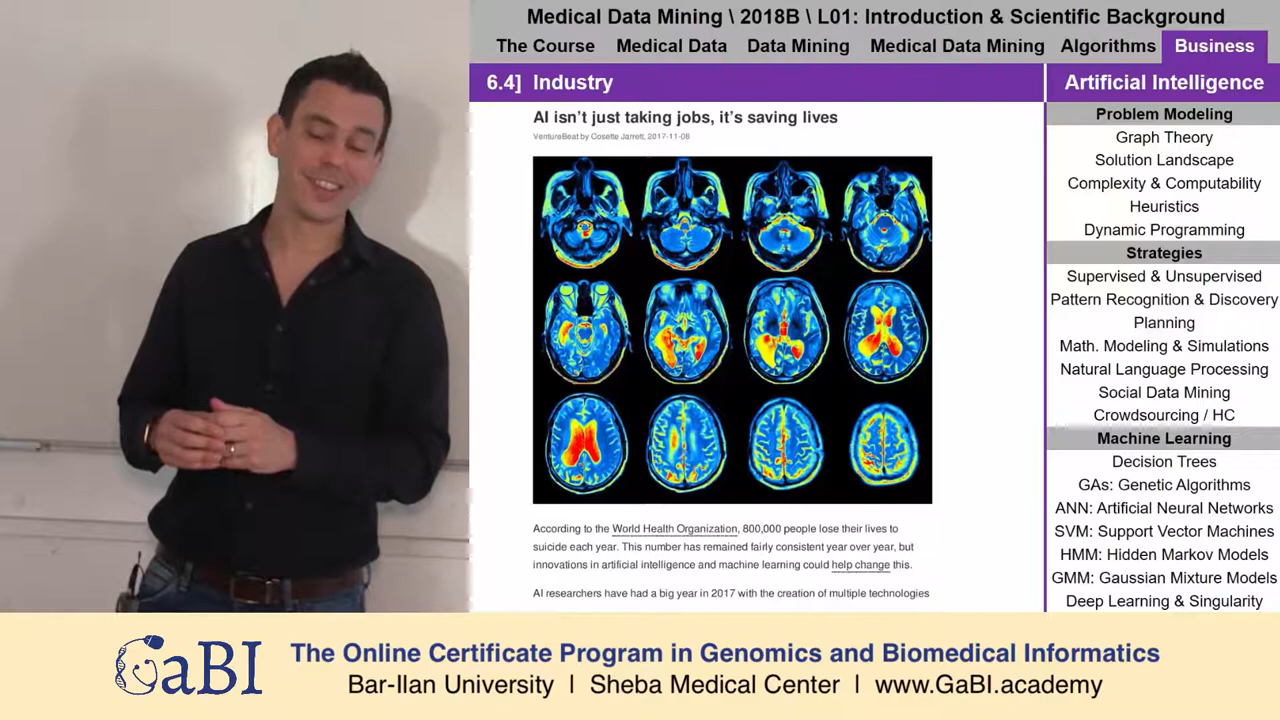 Medical Data Mining \ 2018B \ L01: Introduction & Scientific Background
The Course Medical Data Data Mining Medical Data Mining Algorithms Business
6.4] Industry
Artificial Intelligence
AI isn't just taking jobs, it's saving lives
VentureBeat by Cosette Jarrett, 2017-11-08
According to the World Health Organization, 800,000 people lose their lives to
suicide each year. This number has remained fairly consistent year over year, but
innovations in artificial intelligence and machine learning could help change this.
AI researchers have had a big year in 2017 with the creation of multiple technologies
Problem Modeling
Graph Theory
Solution Landscape
Complexity & Computability
Heuristics
Dynamic Programming
Strategies
Supervised & Unsupervised
Pattern Recognition & Discovery
Planning
Math. Modeling & Simulations
Natural Language Processing
Social Data Mining
Crowdsourcing / HC
Machine Learning
Decision Trees
GAs: Genetic Algorithms
ANN: Artificial Neural Networks
SVM: Support Vector Machines
HMM: Hidden Markov Models
GMM: Gaussian Mixture Models
Deep Learning & Singularity
GaBI
The Online Certificate Program in Genomics and Biomedical Informatics
Bar-Ilan University | Sheba Medical Center | www.GaBI.academy